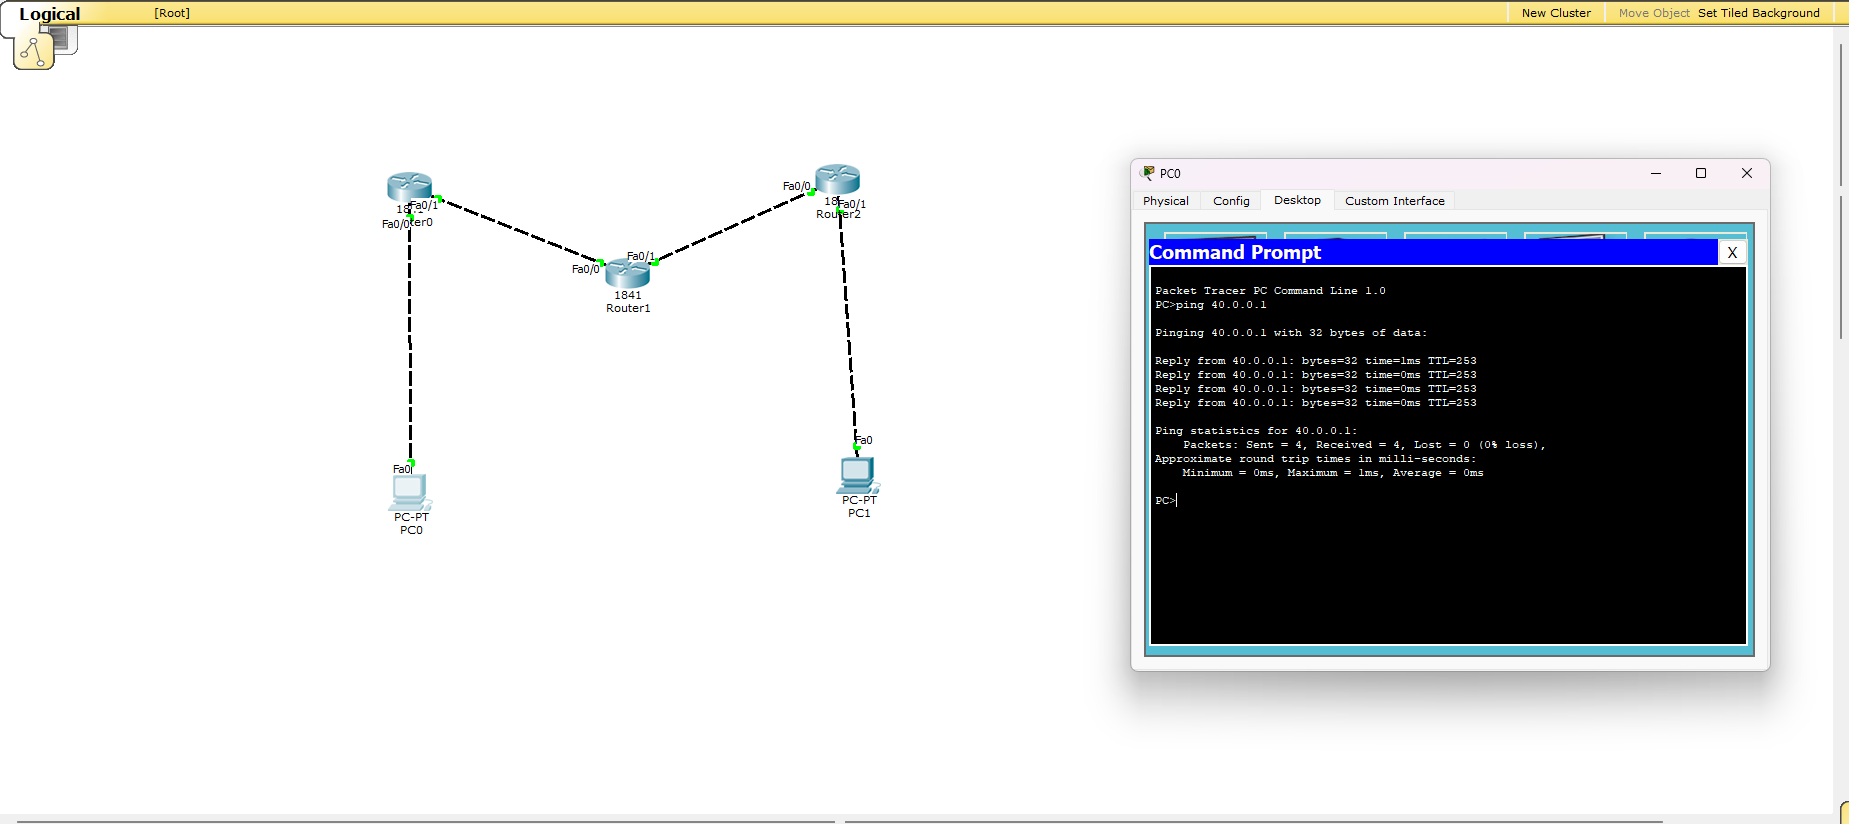 Logical [Root] New Cluster Move Object Set Tiled Background
Fa0/1
Fa0/0
Fa0/0
Fa0/1
1841
Router1
Fa0/0
Fa0/1
Router2
Fa0
PC-PT
PC0
Fa0
PC-PT
PC1
PC0
Physical Config Desktop Custom Interface
Command Prompt X
Packet Tracer PC Command Line 1.0
PC>ping 40.0.0.1
Pinging 40.0.0.1 with 32 bytes of data:
Reply from 40.0.0.1: bytes=32 time=1ms TTL=253
Reply from 40.0.0.1: bytes=32 time=0ms TTL=253
Reply from 40.0.0.1: bytes=32 time=0ms TTL=253
Reply from 40.0.0.1: bytes=32 time=0ms TTL=253
Ping statistics for 40.0.0.1:
Packets: Sent = 4, Received = 4, Lost = 0 (0% loss),
Approximate round trip times in milli-seconds:
Minimum = 0ms, Maximum = 1ms, Average = 0ms
PC>